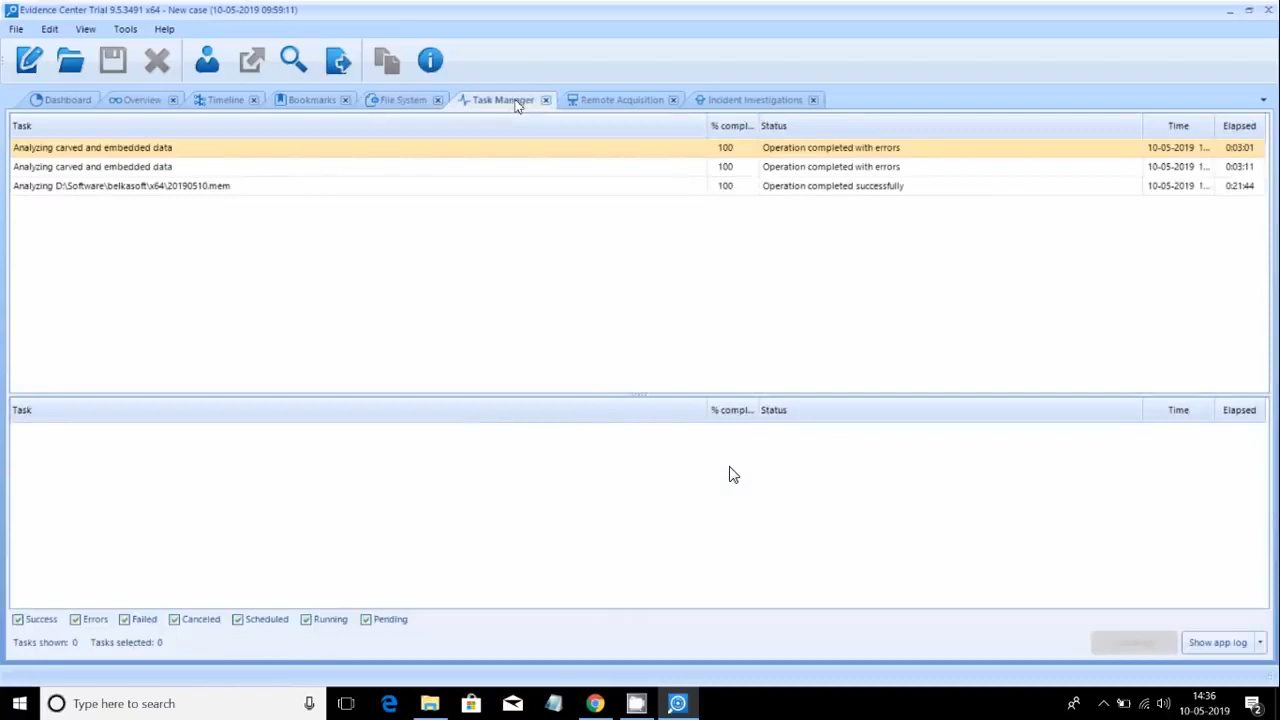 Evidence Center Trial 9.5.3491 x64 - New case (10-05-2019 09:59:11)
File Edit View Tools Help
Dashboard Overview Timeline Bookmarks File System Task Manager Remote Acquisition Incident Investigations
Task % compl... Status Time Elapsed
Analyzing carved and embedded data 100 Operation completed with errors 10-05-2019 1... 0:03:01
Analyzing carved and embedded data 100 Operation completed with errors 10-05-2019 1... 0:03:11
Analyzing D:\Software\belkasoft\x64\20190510.mem 100 Operation completed successfully 10-05-2019 1... 0:21:44
Task % compl... Status Time Elapsed
Success Errors Failed Canceled Scheduled Running Pending
Tasks shown: 0 Tasks selected: 0 Show app log
Type here to search 14:36
10-05-2019 2